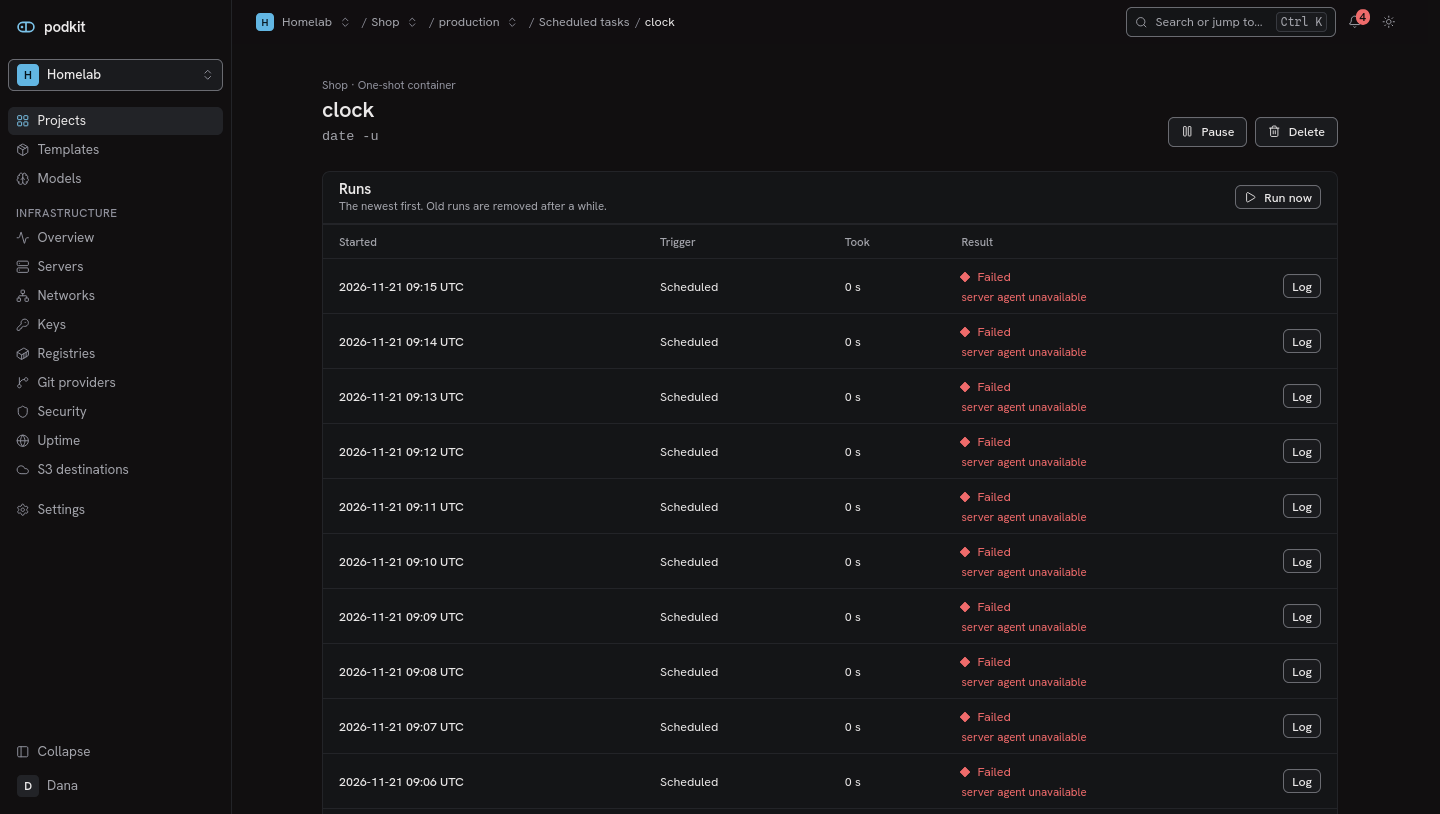 podkit
H Homelab
Projects
Templates
Models
INFRASTRUCTURE
Overview
Servers
Networks
Keys
Registries
Git providers
Security
Uptime
S3 destinations
Settings
Collapse
D Dana
H Homelab / Shop / production / Scheduled tasks / clock
Search or jump to... Ctrl K
4
Shop · One-shot container
clock
date -u
Pause
Delete
Runs
The newest first. Old runs are removed after a while.
Run now
Started Trigger Took Result
2026-11-21 09:15 UTC Scheduled 0 s Failed
server agent unavailable
Log
2026-11-21 09:14 UTC Scheduled 0 s Failed
server agent unavailable
Log
2026-11-21 09:13 UTC Scheduled 0 s Failed
server agent unavailable
Log
2026-11-21 09:12 UTC Scheduled 0 s Failed
server agent unavailable
Log
2026-11-21 09:11 UTC Scheduled 0 s Failed
server agent unavailable
Log
2026-11-21 09:10 UTC Scheduled 0 s Failed
server agent unavailable
Log
2026-11-21 09:09 UTC Scheduled 0 s Failed
server agent unavailable
Log
2026-11-21 09:08 UTC Scheduled 0 s Failed
server agent unavailable
Log
2026-11-21 09:07 UTC Scheduled 0 s Failed
server agent unavailable
Log
2026-11-21 09:06 UTC Scheduled 0 s Failed
server agent unavailable
Log